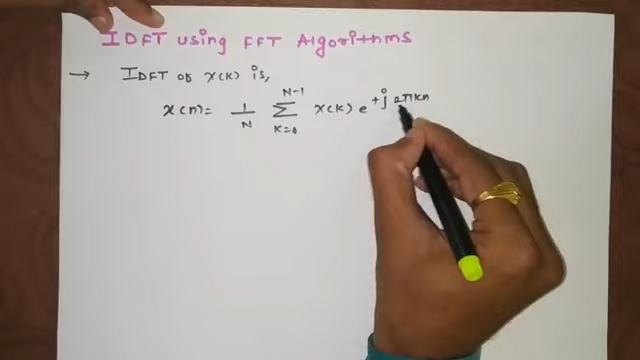 IDFT using FFT Algorithms
→ IDFT of X(k) is,
x(n) = 1/N ∑_{k=0}^{N-1} X(k) e^{+j 2πkn}